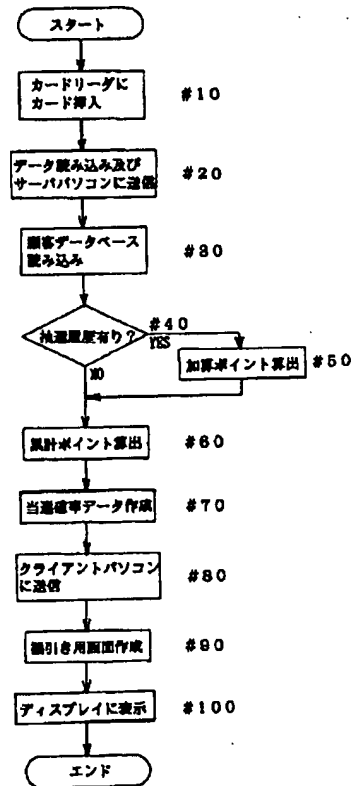 スタート
カードリーダに
カード挿入
#10
データ読み込み及び
サーバパソコンに送信
#20
顧客データベース
読み込み
#30
抽選履歴有り?
#40
YES
加算ポイント算出
#50
NO
累計ポイント算出
#60
当選確率データ作成
#70
クライアントパソコン
に送信
#80
福引き用画面作成
#90
ディスプレイに表示
#100
エンド